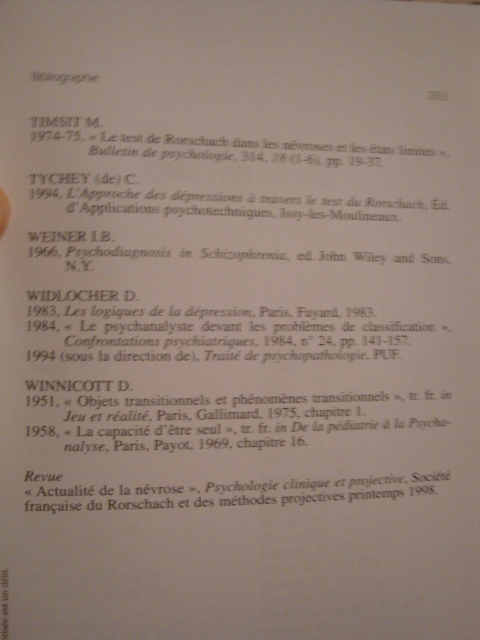 Bibliographie
TIMSIT M.
1974-75, « Le test de Rorschach dans les névroses et les états limites »,
Bulletin de psychologie, 314, 28 (1-6), pp. 19-37.
TYCHEY (de) C.
1994, L'Approche des dépressions à travers le test du Rorschach, Éd.
d'Applications psychotechniques, Issy-les-Moulineaux.
WEINER I.B.
1966, Psychodiagnosis in Schizophrenia, ed. John Wiley and Sons,
N.Y.
WIDLOCHER D.
1983, Les logiques de la dépression, Paris, Fayard, 1983.
1984, « Le psychanalyste devant les problèmes de classification »,
Confrontations psychiatriques, 1984, n° 24, pp. 141-157.
1994 (sous la direction de), Traité de psychopathologie, PUF.
WINNICOTT D.
1951, « Objets transitionnels et phénomènes transitionnels », tr. fr. in
Jeu et réalité, Paris, Gallimard, 1975, chapitre 1.
1958, « La capacité d'être seul », tr. fr. in De la pédiatrie à la Psycha-
nalyse, Paris, Payot, 1969, chapitre 16.
Revue
« Actualité de la névrose », Psychologie clinique et projective, Société
française du Rorschach et des méthodes projectives printemps 1998.
est un délit.